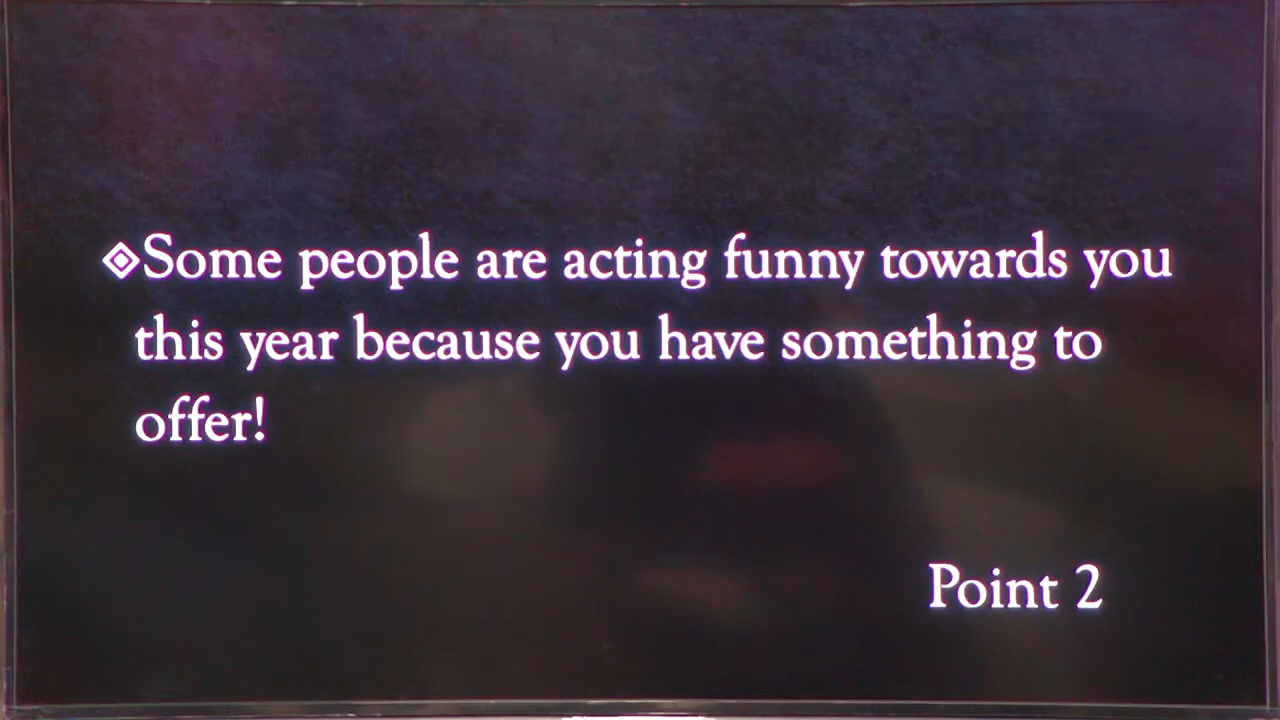 ◈Some people are acting funny towards you
this year because you have something to
offer!
Point 2